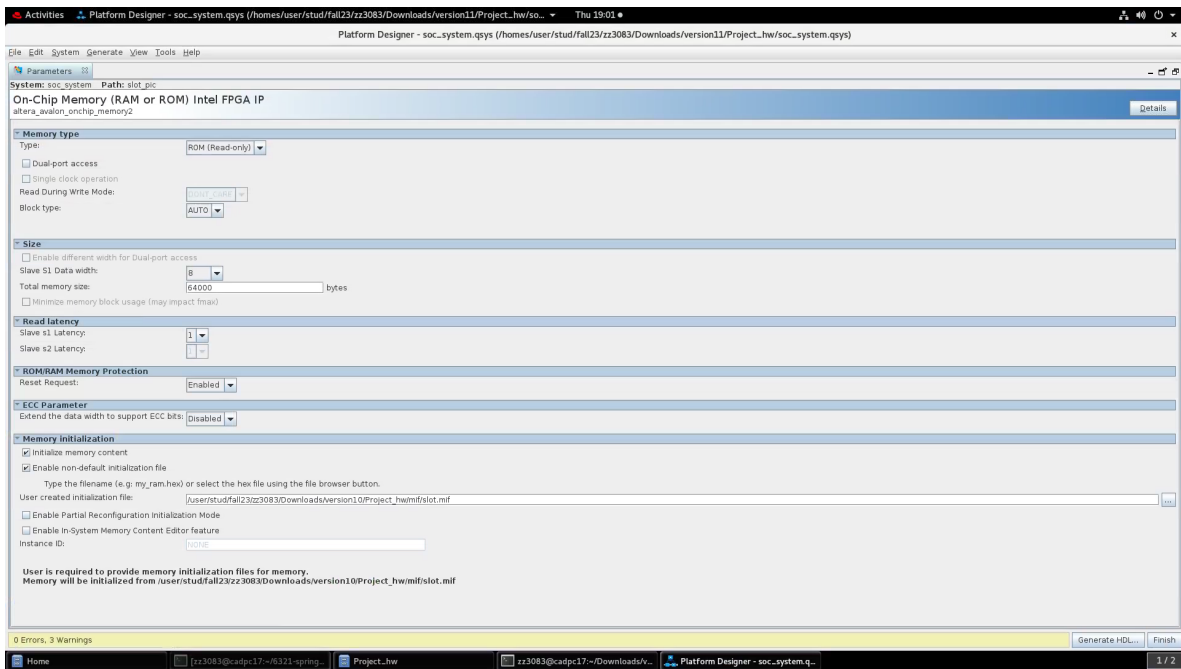 Activities Platform Designer - soc_system.qsys (/homes/user/stud/fall23/zz3083/Downloads/version11/Project_hw/so... Thu 19:01
Platform Designer - soc_system.qsys (/homes/user/stud/fall23/zz3083/Downloads/version11/Project_hw/soc_system.qsys)
File Edit System Generate View Tools Help
Parameters
System: soc_system Path: slot_pic
On-Chip Memory (RAM or ROM) Intel FPGA IP
altera_avalon_onchip_memory2
Details
Memory type
Type: ROM (Read-only)
Dual-port access
Single clock operation
Read During Write Mode: DONT_CARE
Block type: AUTO
Size
Enable different width for Dual-port access
Slave S1 Data width: 8
Total memory size: 64000 bytes
Minimize memory block usage (may impact fmax)
Read latency
Slave s1 Latency: 1
Slave s2 Latency: 1
ROM/RAM Memory Protection
Reset Request: Enabled
ECC Parameter
Extend the data width to support ECC bits: Disabled
Memory initialization
Initialize memory content
Enable non-default initialization file
Type the filename (e.g: my_ram.hex) or select the hex file using the file browser button.
User created initialization file: /user/stud/fall23/zz3083/Downloads/version10/Project_hw/mif/slot.mif ...
Enable Partial Reconfiguration Initialization Mode
Enable In-System Memory Content Editor feature
Instance ID: NONE
User is required to provide memory initialization files for memory.
Memory will be initialized from /user/stud/fall23/zz3083/Downloads/version10/Project_hw/mif/slot.mif
0 Errors, 3 Warnings Generate HDL... Finish
Home [zz3083@cadpc17:~/6321-spring... Project_hw zz3083@cadpc17:~/Downloads/v... Platform Designer - soc_system.q... 1 / 2